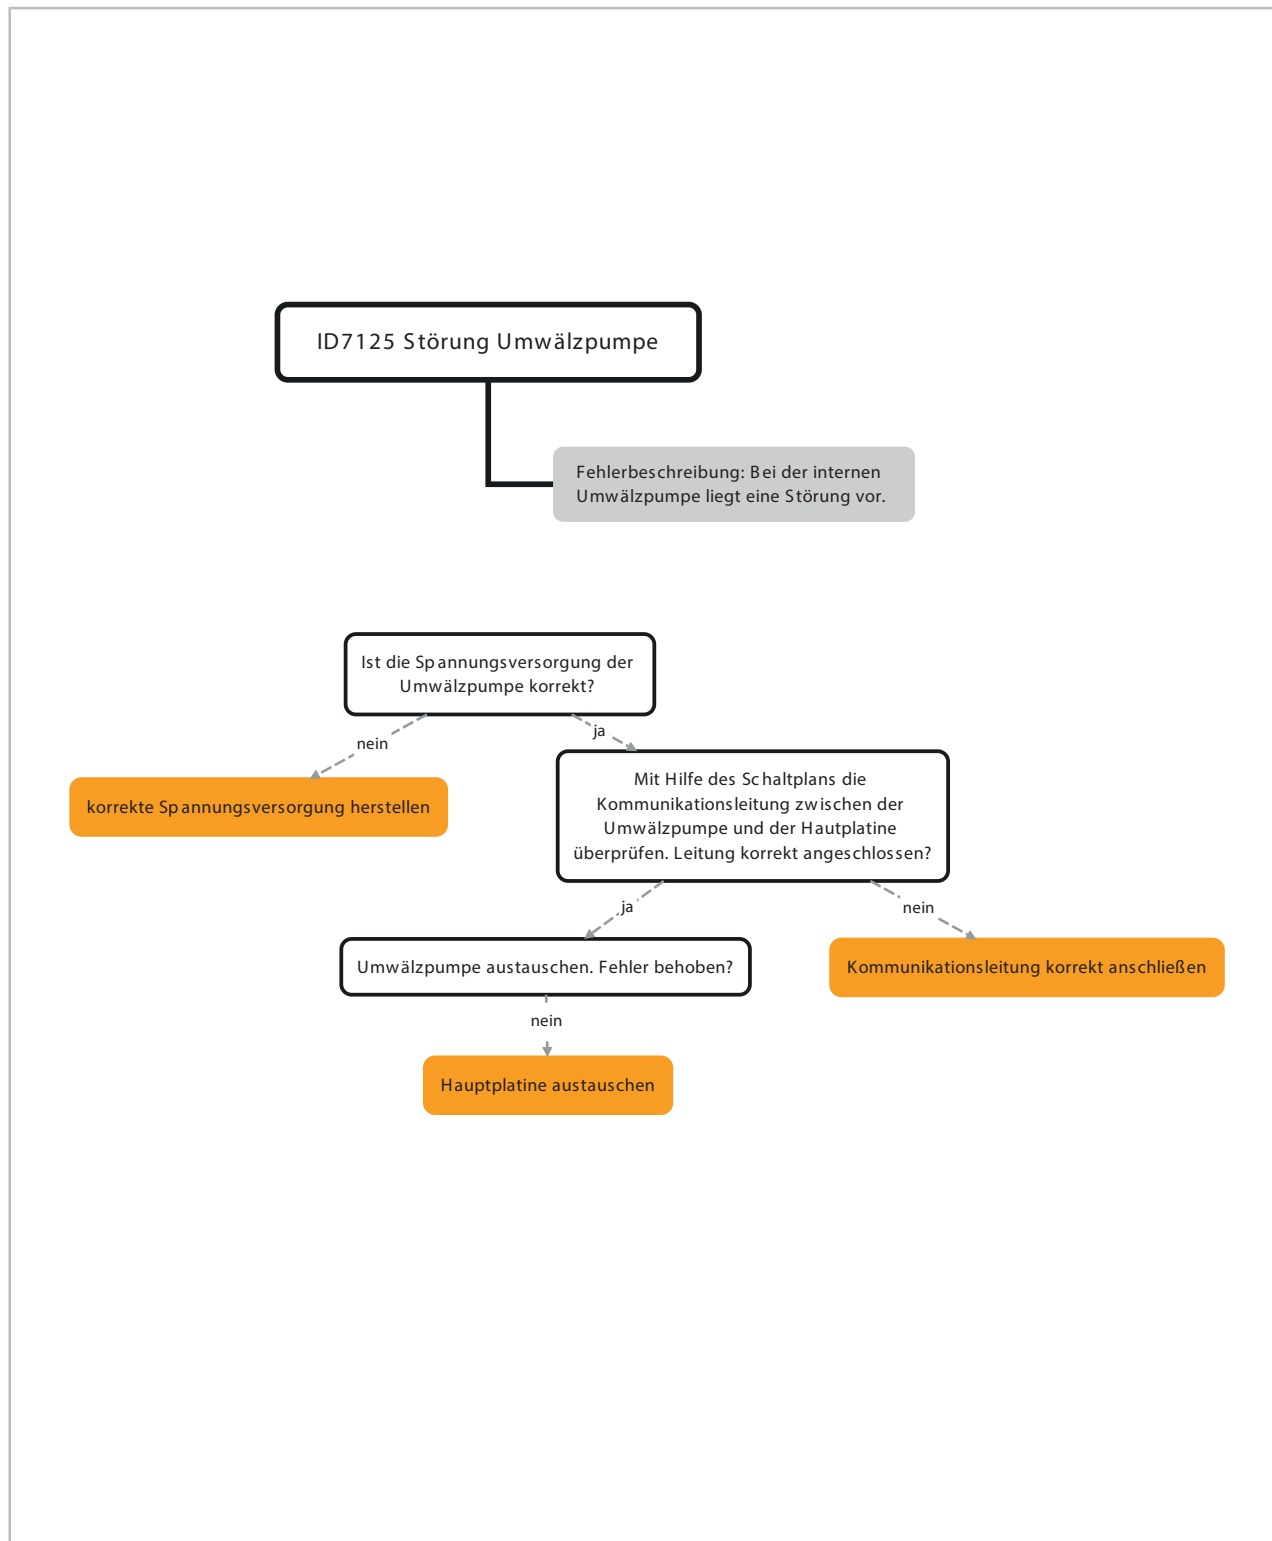 ID7125 Störung Umwälzpumpe
Fehlerbeschreibung: Bei der internen
Umwälzpumpe liegt eine Störung vor.
Ist die Spannungsversorgung der
Umwälzpumpe korrekt?
nein
ja
korrekte Spannungsversorgung herstellen
Mit Hilfe des Schaltplans die
Kommunikationsleitung zwischen der
Umwälzpumpe und der Hautplatine
überprüfen. Leitung korrekt angeschlossen?
ja
nein
Umwälzpumpe austauschen. Fehler behoben?
Kommunikationsleitung korrekt anschließen
nein
Hauptplatine austauschen